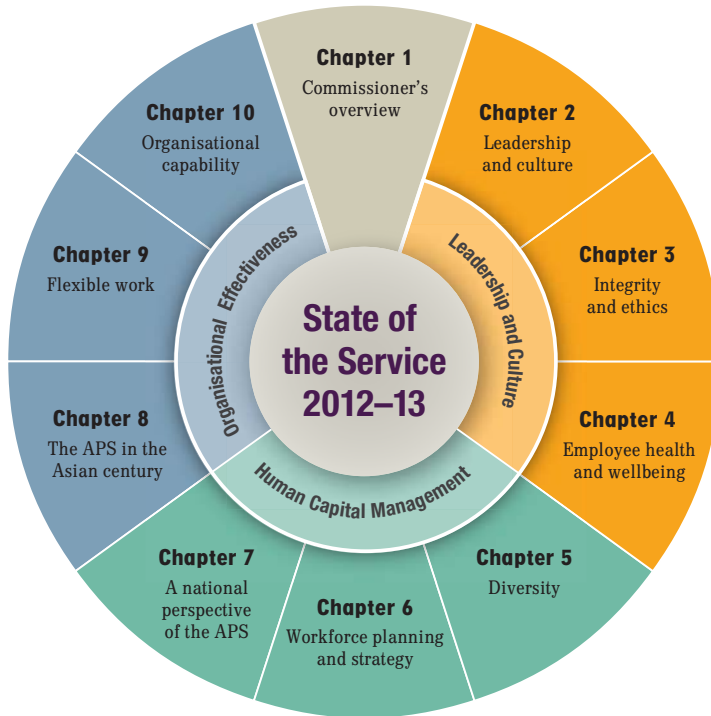 Chapter 1
Commissioner's
overview
Chapter 2
Leadership
and culture
Chapter 3
Integrity
and ethics
Chapter 4
Employee health
and wellbeing
Chapter 5
Diversity
Chapter 6
Workforce planning
and strategy
Chapter 7
A national
perspective
of the APS
Chapter 8
The APS in the
Asian century
Chapter 9
Flexible work
Chapter 10
Organisational
capability
Leadership and Culture
Human Capital Management
Organisational Effectiveness
State of
the Service
2012–13